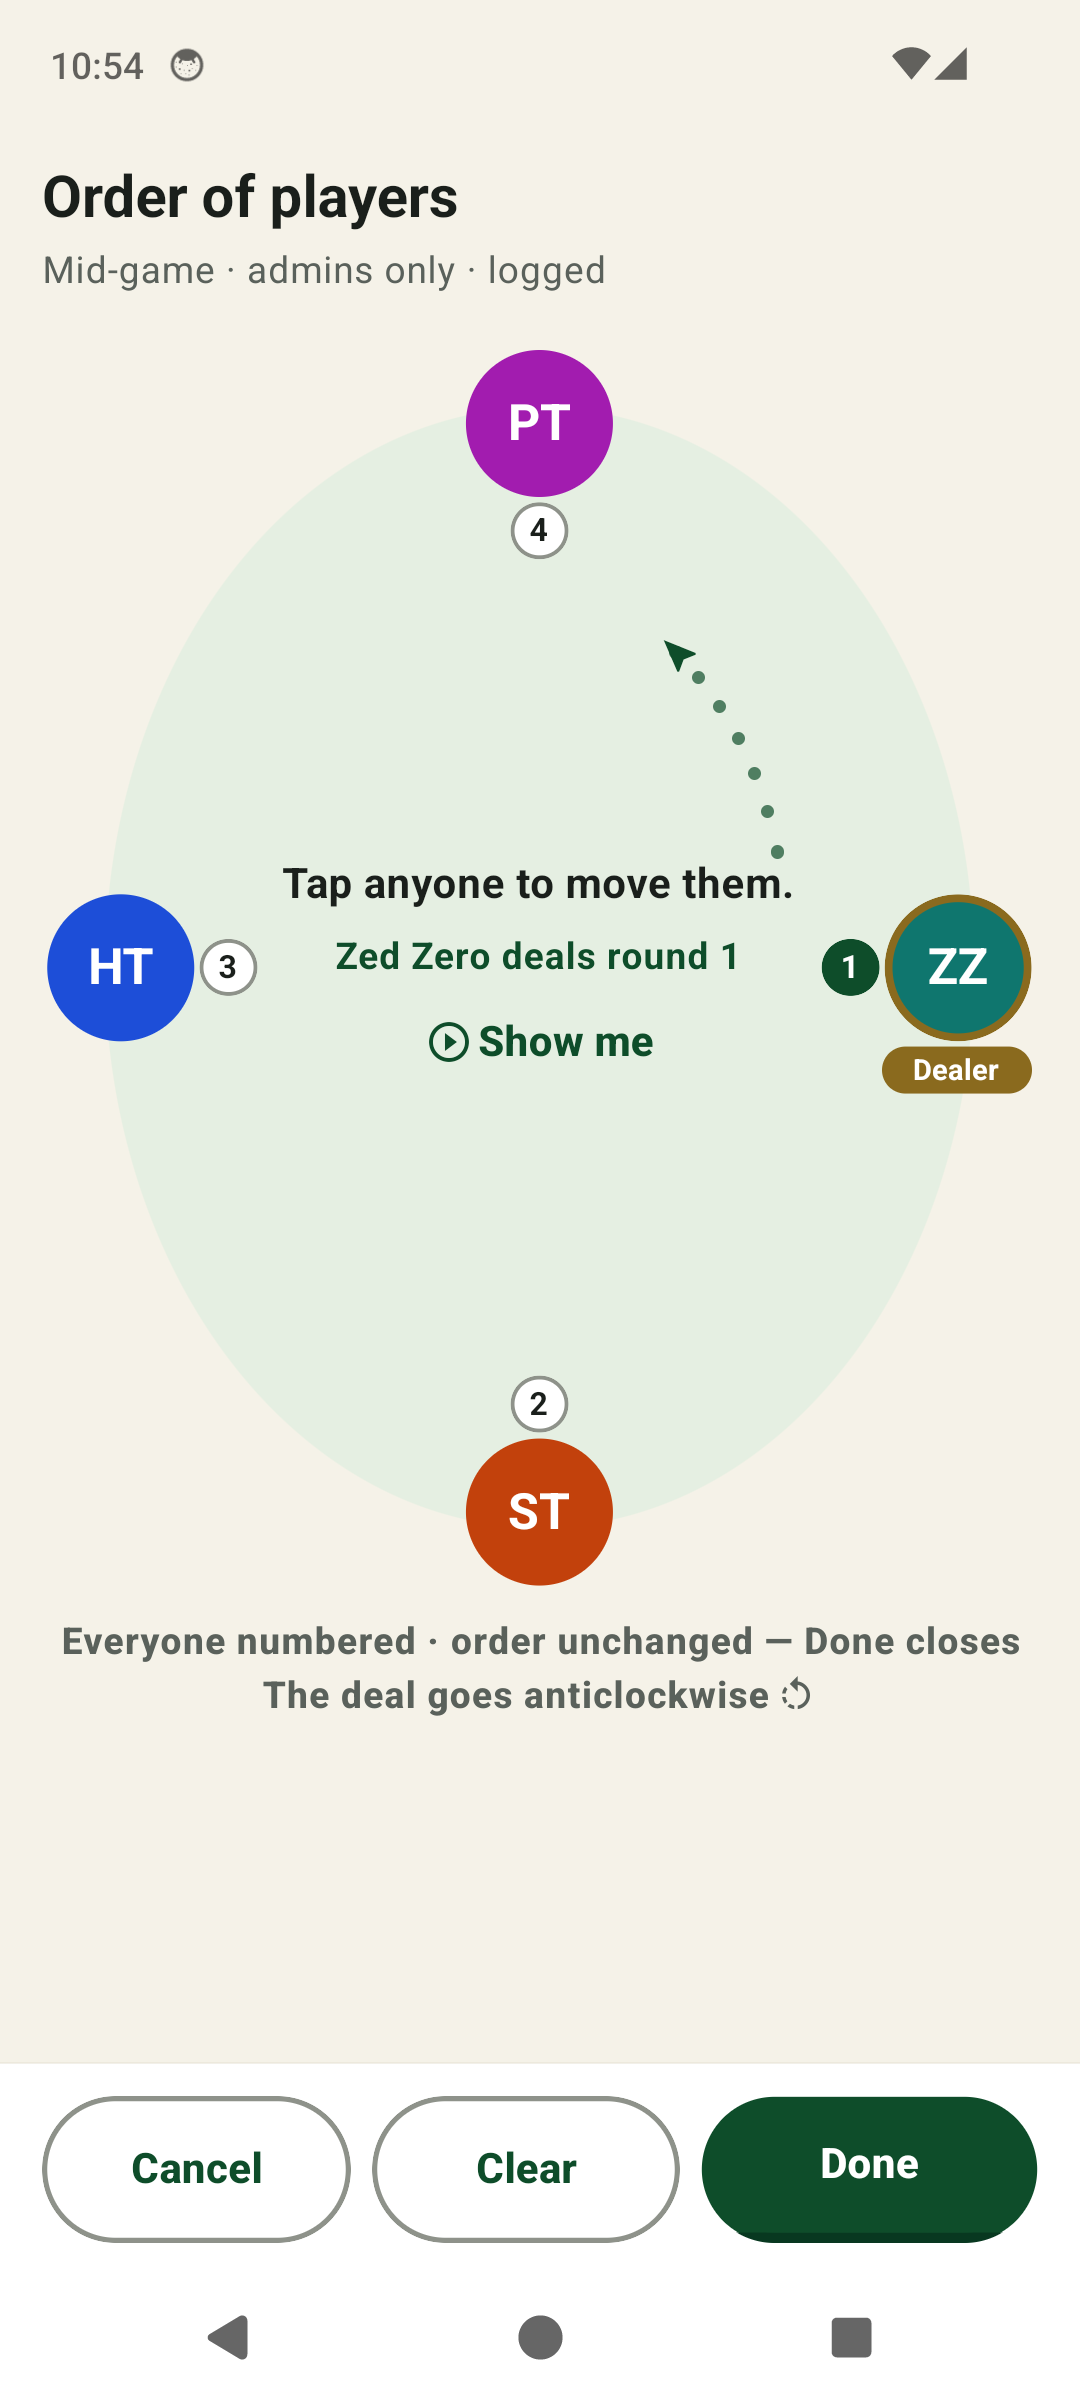 10:54
Order of players
Mid-game · admins only · logged
PT
4
Tap anyone to move them.
HT
3
Zed Zero deals round 1
1
ZZ
Show me
Dealer
2
ST
Everyone numbered · order unchanged — Done closes
The deal goes anticlockwise
Cancel
Clear
Done